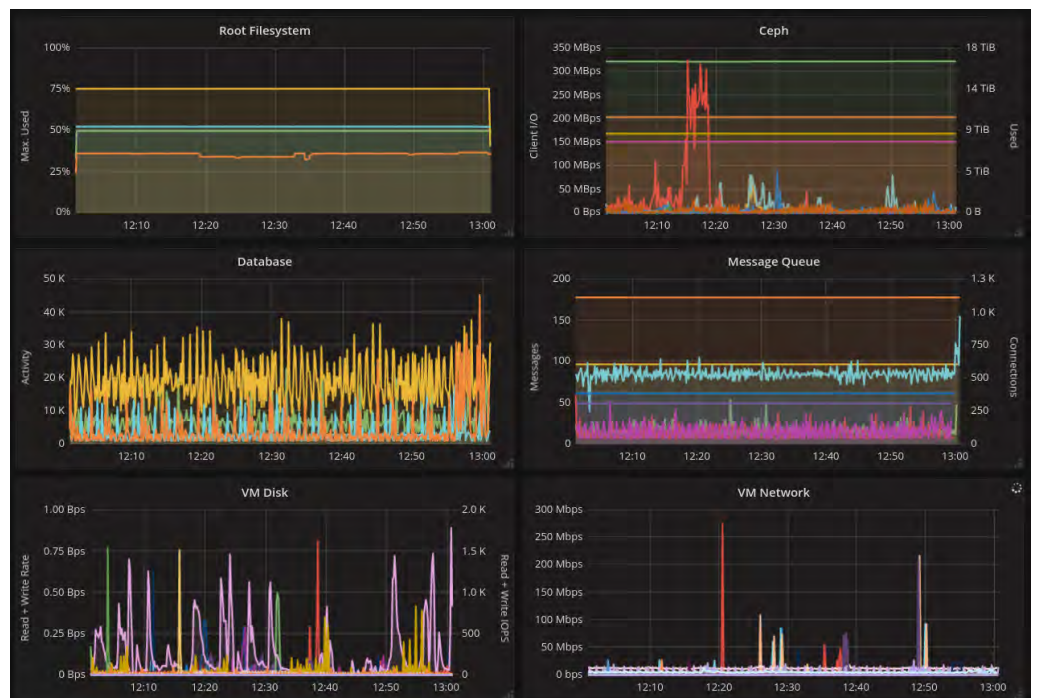 Root Filesystem
Max. Used
100%
75%
50%
25%
0%
12:10 12:20 12:30 12:40 12:50 13:00
Ceph
Client I/O
350 MBps
300 MBps
250 MBps
200 MBps
150 MBps
100 MBps
50 MBps
0 Bps
18 TiB
14 TiB
9 TiB
5 TiB
0 B
Used
12:10 12:20 12:30 12:40 12:50 13:00
Database
Activity
50 K
40 K
30 K
20 K
10 K
0
12:10 12:20 12:30 12:40 12:50 13:00
Message Queue
Messages
200
150
100
50
0
1.3 K
1.0 K
750
500
250
0
Connections
12:10 12:20 12:30 12:40 12:50 13:00
VM Disk
Read + Write Rate
1.00 Bps
0.75 Bps
0.50 Bps
0.25 Bps
0 Bps
2.0 K
1.5 K
1.0 K
500
0
Read + Write IOPS
12:10 12:20 12:30 12:40 12:50 13:00
VM Network
300 Mbps
250 Mbps
200 Mbps
150 Mbps
100 Mbps
50 Mbps
0 bps
12:10 12:20 12:30 12:40 12:50 13:00